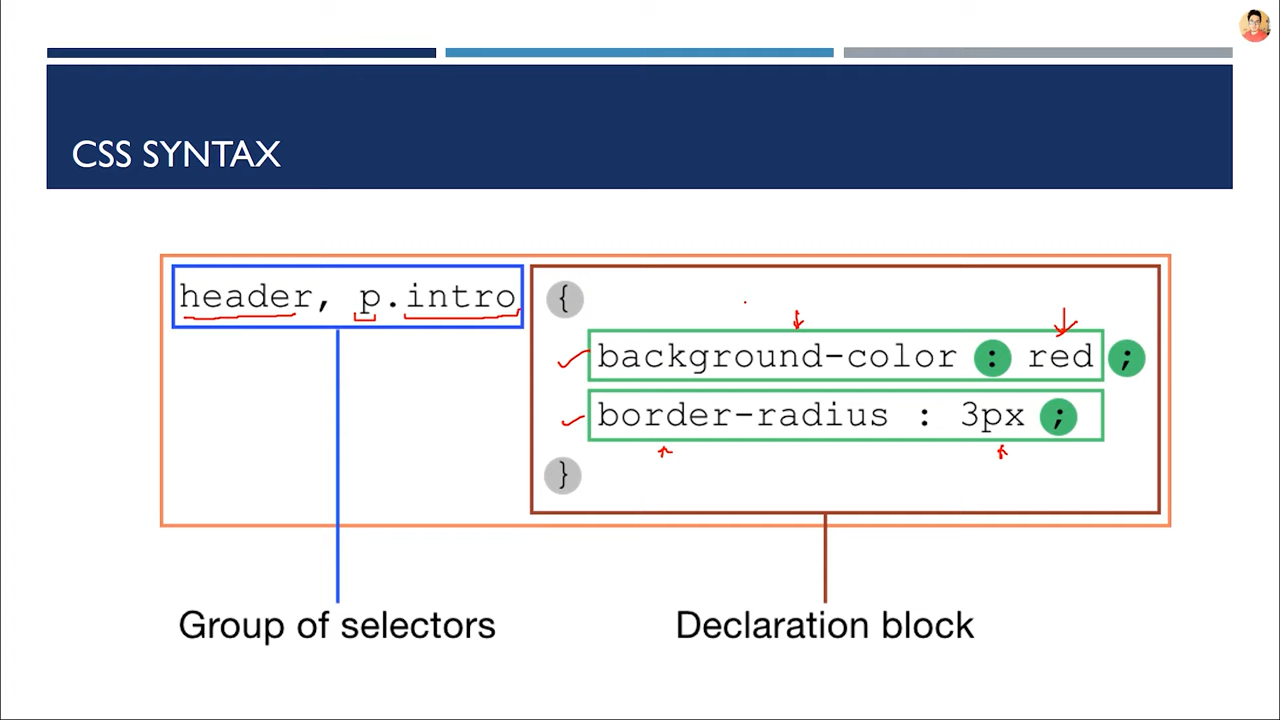 CSS SYNTAX
header, p.intro {
background-color : red ;
border-radius : 3px ;
}
Group of selectors
Declaration block